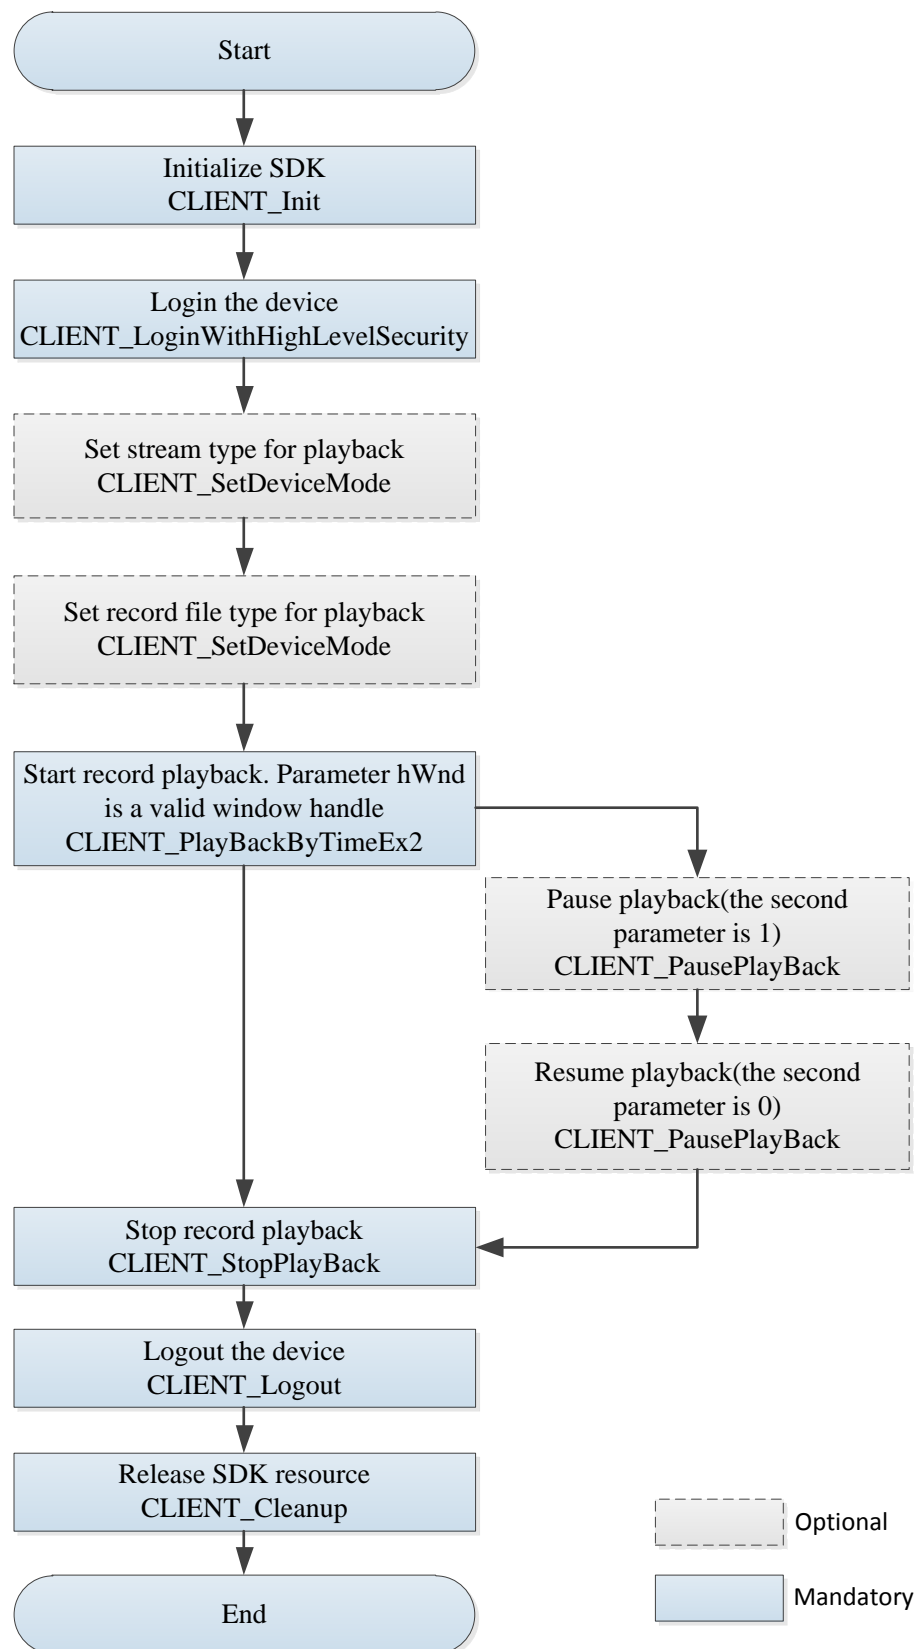 Start
Initialize SDK
CLIENT_Init
Login the device
CLIENT_LoginWithHighLevelSecurity
Set stream type for playback
CLIENT_SetDeviceMode
Set record file type for playback
CLIENT_SetDeviceMode
Start record playback. Parameter hWnd
is a valid window handle
CLIENT_PlayBackByTimeEx2
Pause playback(the second
parameter is 1)
CLIENT_PausePlayBack
Resume playback(the second
parameter is 0)
CLIENT_PausePlayBack
Stop record playback
CLIENT_StopPlayBack
Logout the device
CLIENT_Logout
Release SDK resource
CLIENT_Cleanup
End
Optional
Mandatory